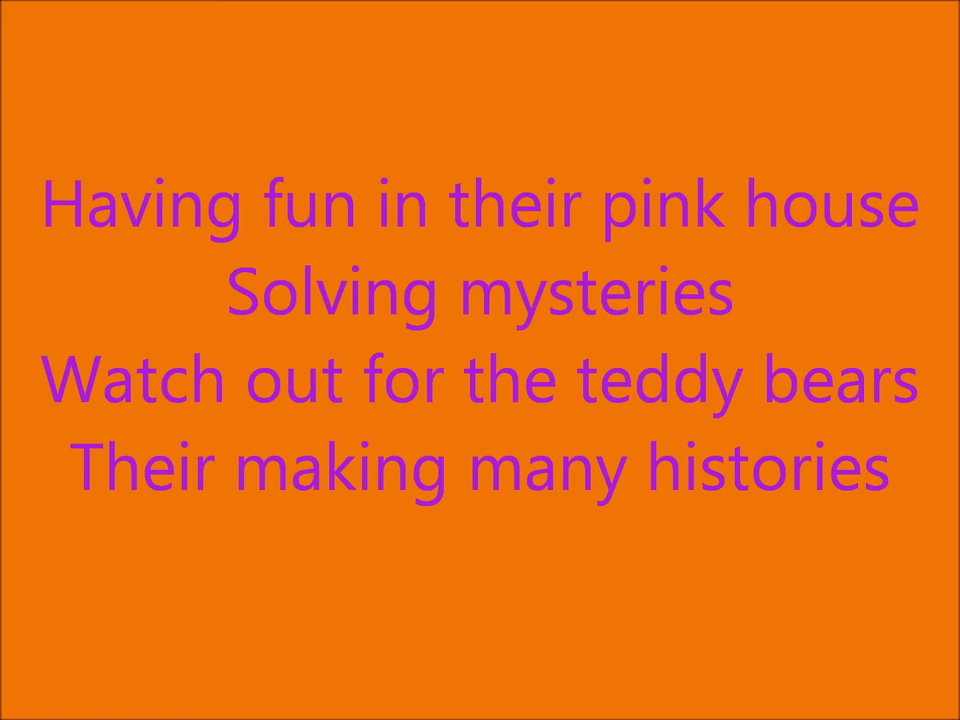 Having fun in their pink house
Solving mysteries
Watch out for the teddy bears
Their making many histories